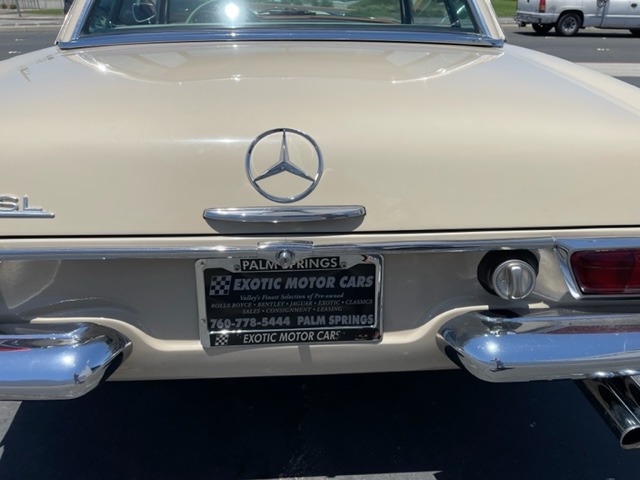 SL
PALM SPRINGS
EXOTIC MOTOR CARS
Valley's Finest Selection of Pre-owned
ROLLS ROYCE • BENTLEY • JAGUAR • EXOTIC • CLASSICS
SALES • CONSIGNMENT • LEASING
760-778-5444 PALM SPRINGS
EXOTIC MOTOR CARS